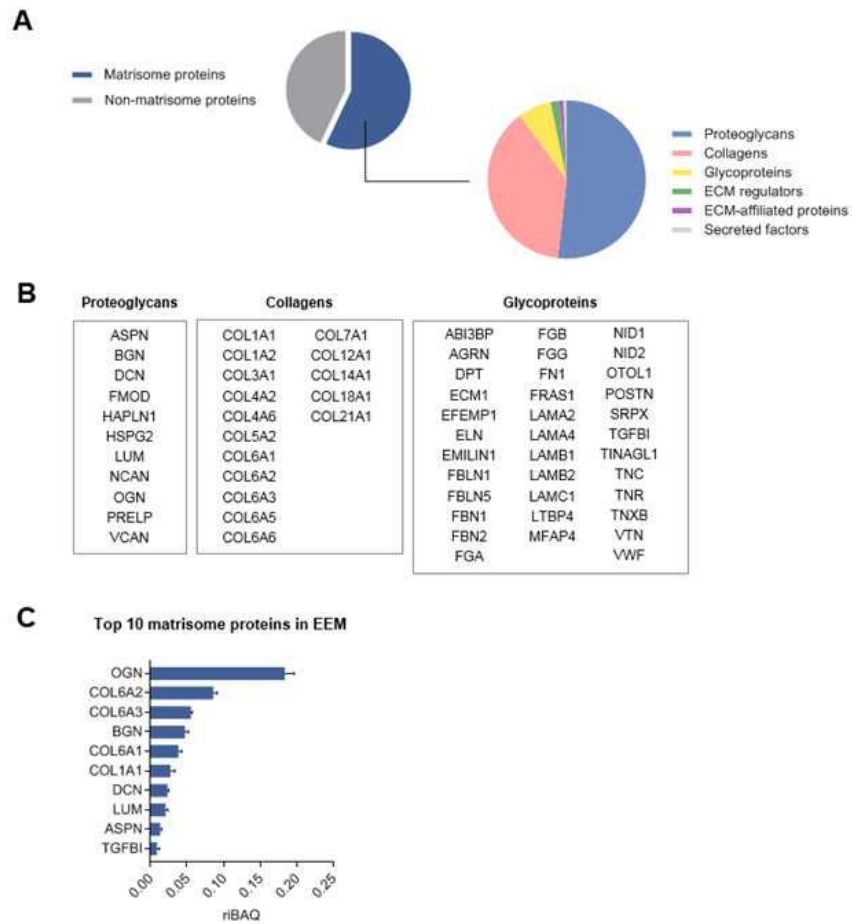 A
Matrisome proteins
Non-matrisome proteins
Proteoglycans
Collagens
Glycoproteins
ECM regulators
ECM-affiliated proteins
Secreted factors
B
Proteoglycans
ASPN
BGN
DCN
FMOD
HAPLN1
HSPG2
LUM
NCAN
OGN
PRELP
VCAN
Collagens
COL1A1 COL7A1
COL1A2 COL12A1
COL3A1 COL14A1
COL4A2 COL18A1
COL4A6 COL21A1
COL5A2
COL6A1
COL6A2
COL6A3
COL6A5
COL6A6
Glycoproteins
ABI3BP FGB NID1
AGRN FGG NID2
DPT FN1 OTOL1
ECM1 FRAS1 POSTN
EFEMP1 LAMA2 SRPX
ELN LAMA4 TGFBI
EMILIN1 LAMB1 TINAGL1
FBLN1 LAMB2 TNC
FBLN5 LAMC1 TNR
FBN1 LTBP4 TNXB
FBN2 MFAP4 VTN
FGA VWF
C
Top 10 matrisome proteins in EEM
OGN
COL6A2
COL6A3
BGN
COL6A1
COL1A1
DCN
LUM
ASPN
TGFBI
0.00 0.05 0.10 0.15 0.20 0.25
riBAQ